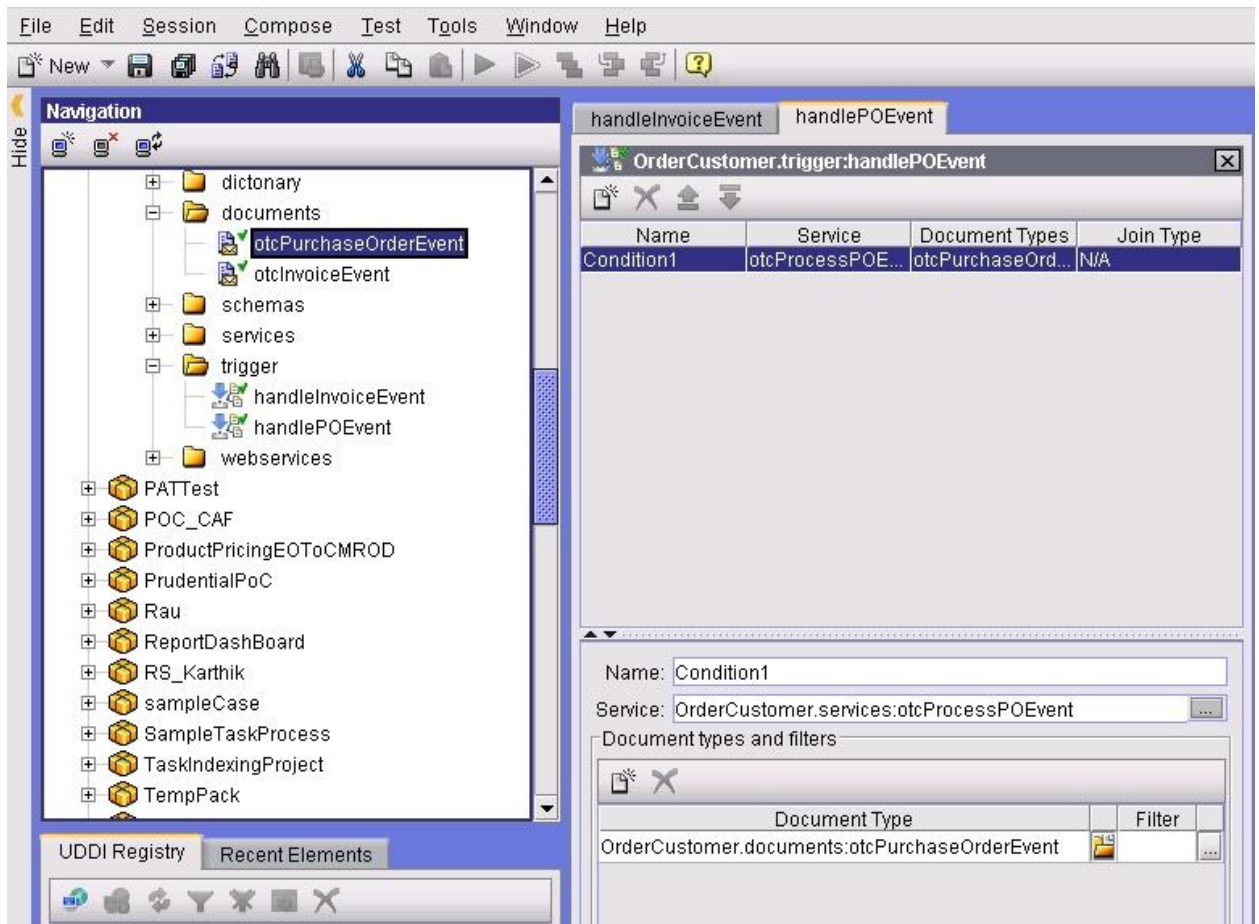 File Edit Session Compose Test Tools Window Help
New
Hide
Navigation
dictonary
documents
otcPurchaseOrderEvent
otcInvoiceEvent
schemas
services
trigger
handleInvoiceEvent
handlePOEvent
webservices
PATTest
POC_CAF
ProductPricingEOToCMROD
PrudentialPoC
Rau
ReportDashBoard
RS_Karthik
sampleCase
SampleTaskProcess
TaskIndexingProject
TempPack
UDDI Registry Recent Elements
handleInvoiceEvent handlePOEvent
OrderCustomer.trigger:handlePOEvent
Name Service Document Types Join Type
Condition1 otcProcessPOE... otcPurchaseOrd... N/A
Name: Condition1
Service: OrderCustomer.services:otcProcessPOEvent ...
Document types and filters
Document Type Filter
OrderCustomer.documents:otcPurchaseOrderEvent ...